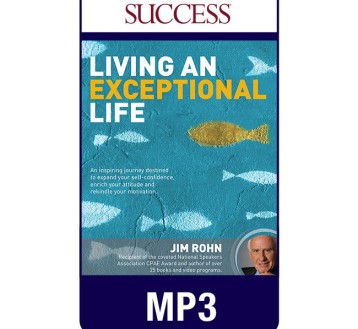 SUCCESS
LIVING AN
EXCEPTIONAL
LIFE
An inspiring journey destined
to expand your self-confidence,
enrich your attitude and
rekindle your motivation.
JIM ROHN
Recipient of the coveted National Speakers
Association CPAE Award and author of over
25 books and video programs.
MP3